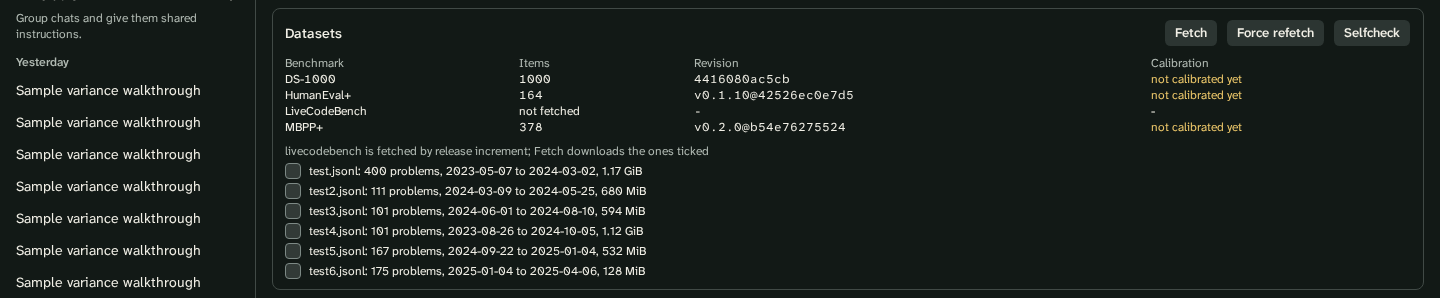 Group chats and give them shared
instructions.
Yesterday
Sample variance walkthrough
Sample variance walkthrough
Sample variance walkthrough
Sample variance walkthrough
Sample variance walkthrough
Sample variance walkthrough
Sample variance walkthrough
Datasets Fetch Force refetch Selfcheck
Benchmark Items Revision Calibration
DS-1000 1000 4416080ac5cb not calibrated yet
HumanEval+ 164 v0.1.10@42526ec0e7d5 not calibrated yet
LiveCodeBench not fetched - -
MBPP+ 378 v0.2.0@b54e76275524 not calibrated yet
livecodebench is fetched by release increment; Fetch downloads the ones ticked
test.jsonl: 400 problems, 2023-05-07 to 2024-03-02, 1.17 GiB
test2.jsonl: 111 problems, 2024-03-09 to 2024-05-25, 680 MiB
test3.jsonl: 101 problems, 2024-06-01 to 2024-08-10, 594 MiB
test4.jsonl: 101 problems, 2023-08-26 to 2024-10-05, 1.12 GiB
test5.jsonl: 167 problems, 2024-09-22 to 2025-01-04, 532 MiB
test6.jsonl: 175 problems, 2025-01-04 to 2025-04-06, 128 MiB